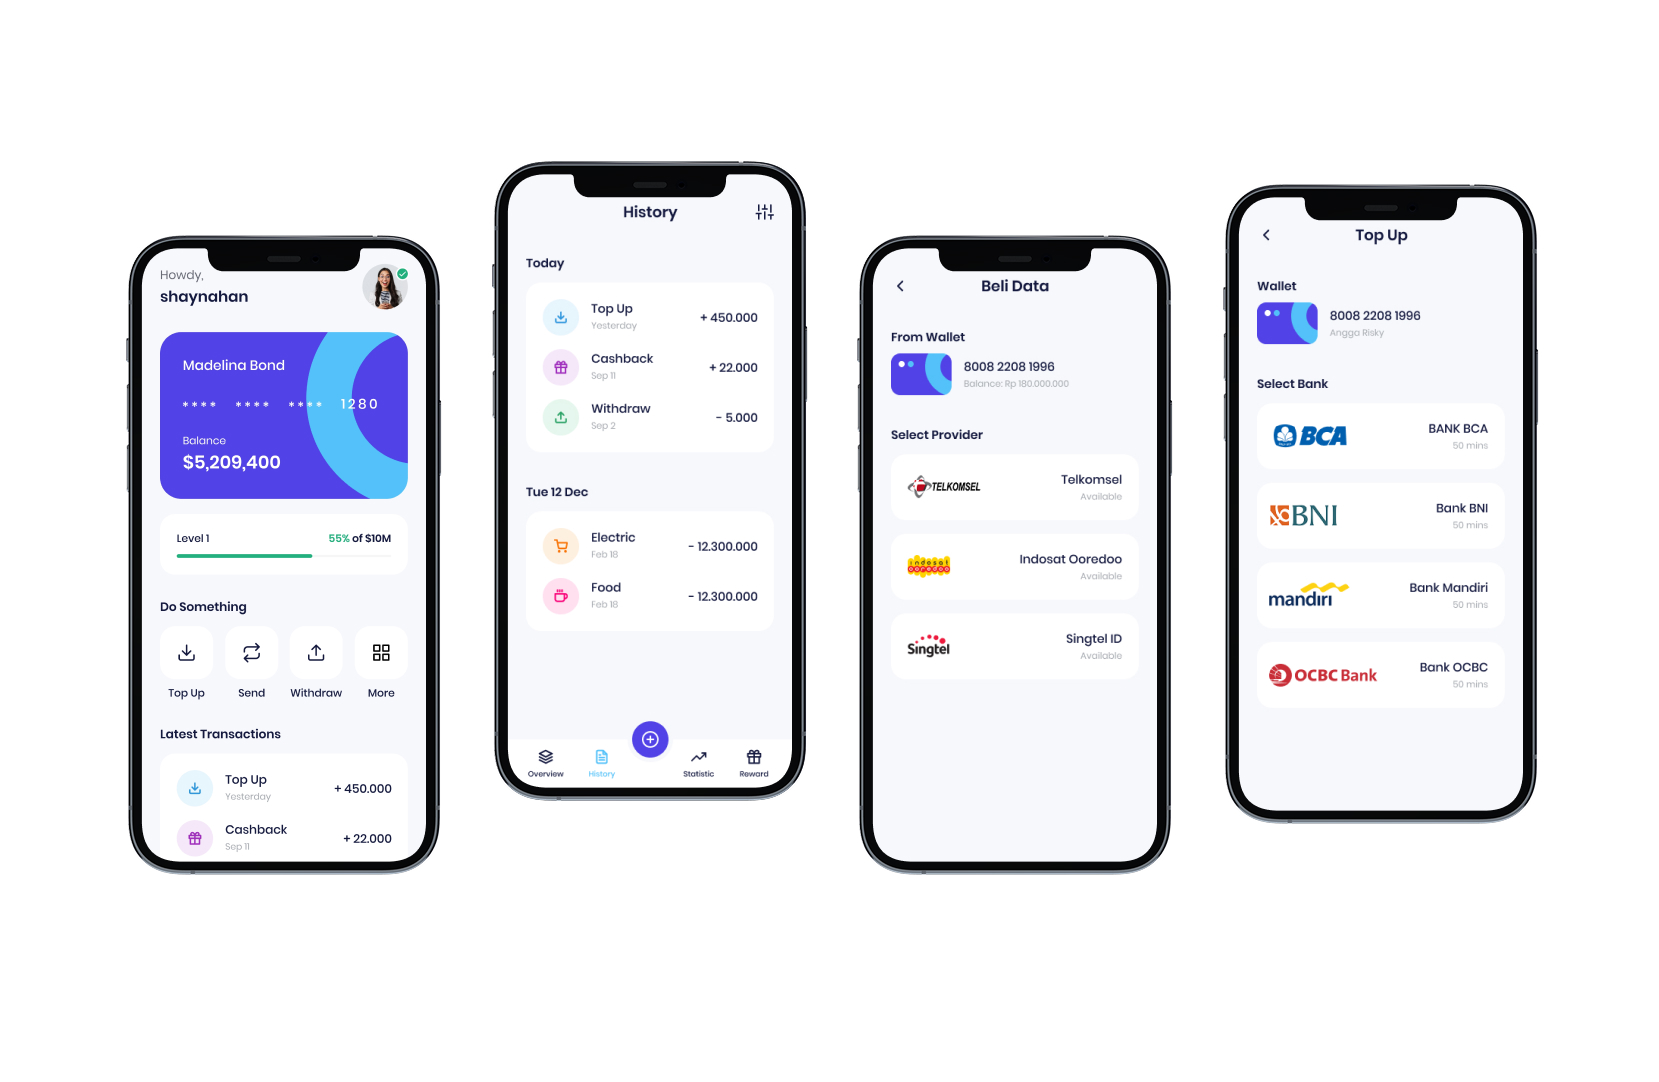 Howdy,
shaynahan
Madelina Bond
**** **** **** 1280
Balance
$5,209,400
Level 1
55% of $10M
Do Something
Top Up
Send
Withdraw
More
Latest Transactions
Top Up
Yesterday
+ 450.000
Cashback
Sep 11
+ 22.000
History
Today
Top Up
Yesterday
+ 450.000
Cashback
Sep 11
+ 22.000
Withdraw
Sep 2
- 5.000
Tue 12 Dec
Electric
Feb 18
- 12.300.000
Food
Feb 18
- 12.300.000
Overview
History
Statistic
Reward
Beli Data
From Wallet
8008 2208 1996
Balance: Rp 180.000.000
Select Provider
TELKOMSEL
Telkomsel
Available
indosat
ooredoo
Indosat Ooredoo
Available
Singtel
Singtel ID
Available
Top Up
Wallet
8008 2208 1996
Angga Risky
Select Bank
BCA
BANK BCA
50 mins
BNI
Bank BNI
50 mins
mandiri
Bank Mandiri
50 mins
OCBC Bank
Bank OCBC
50 mins